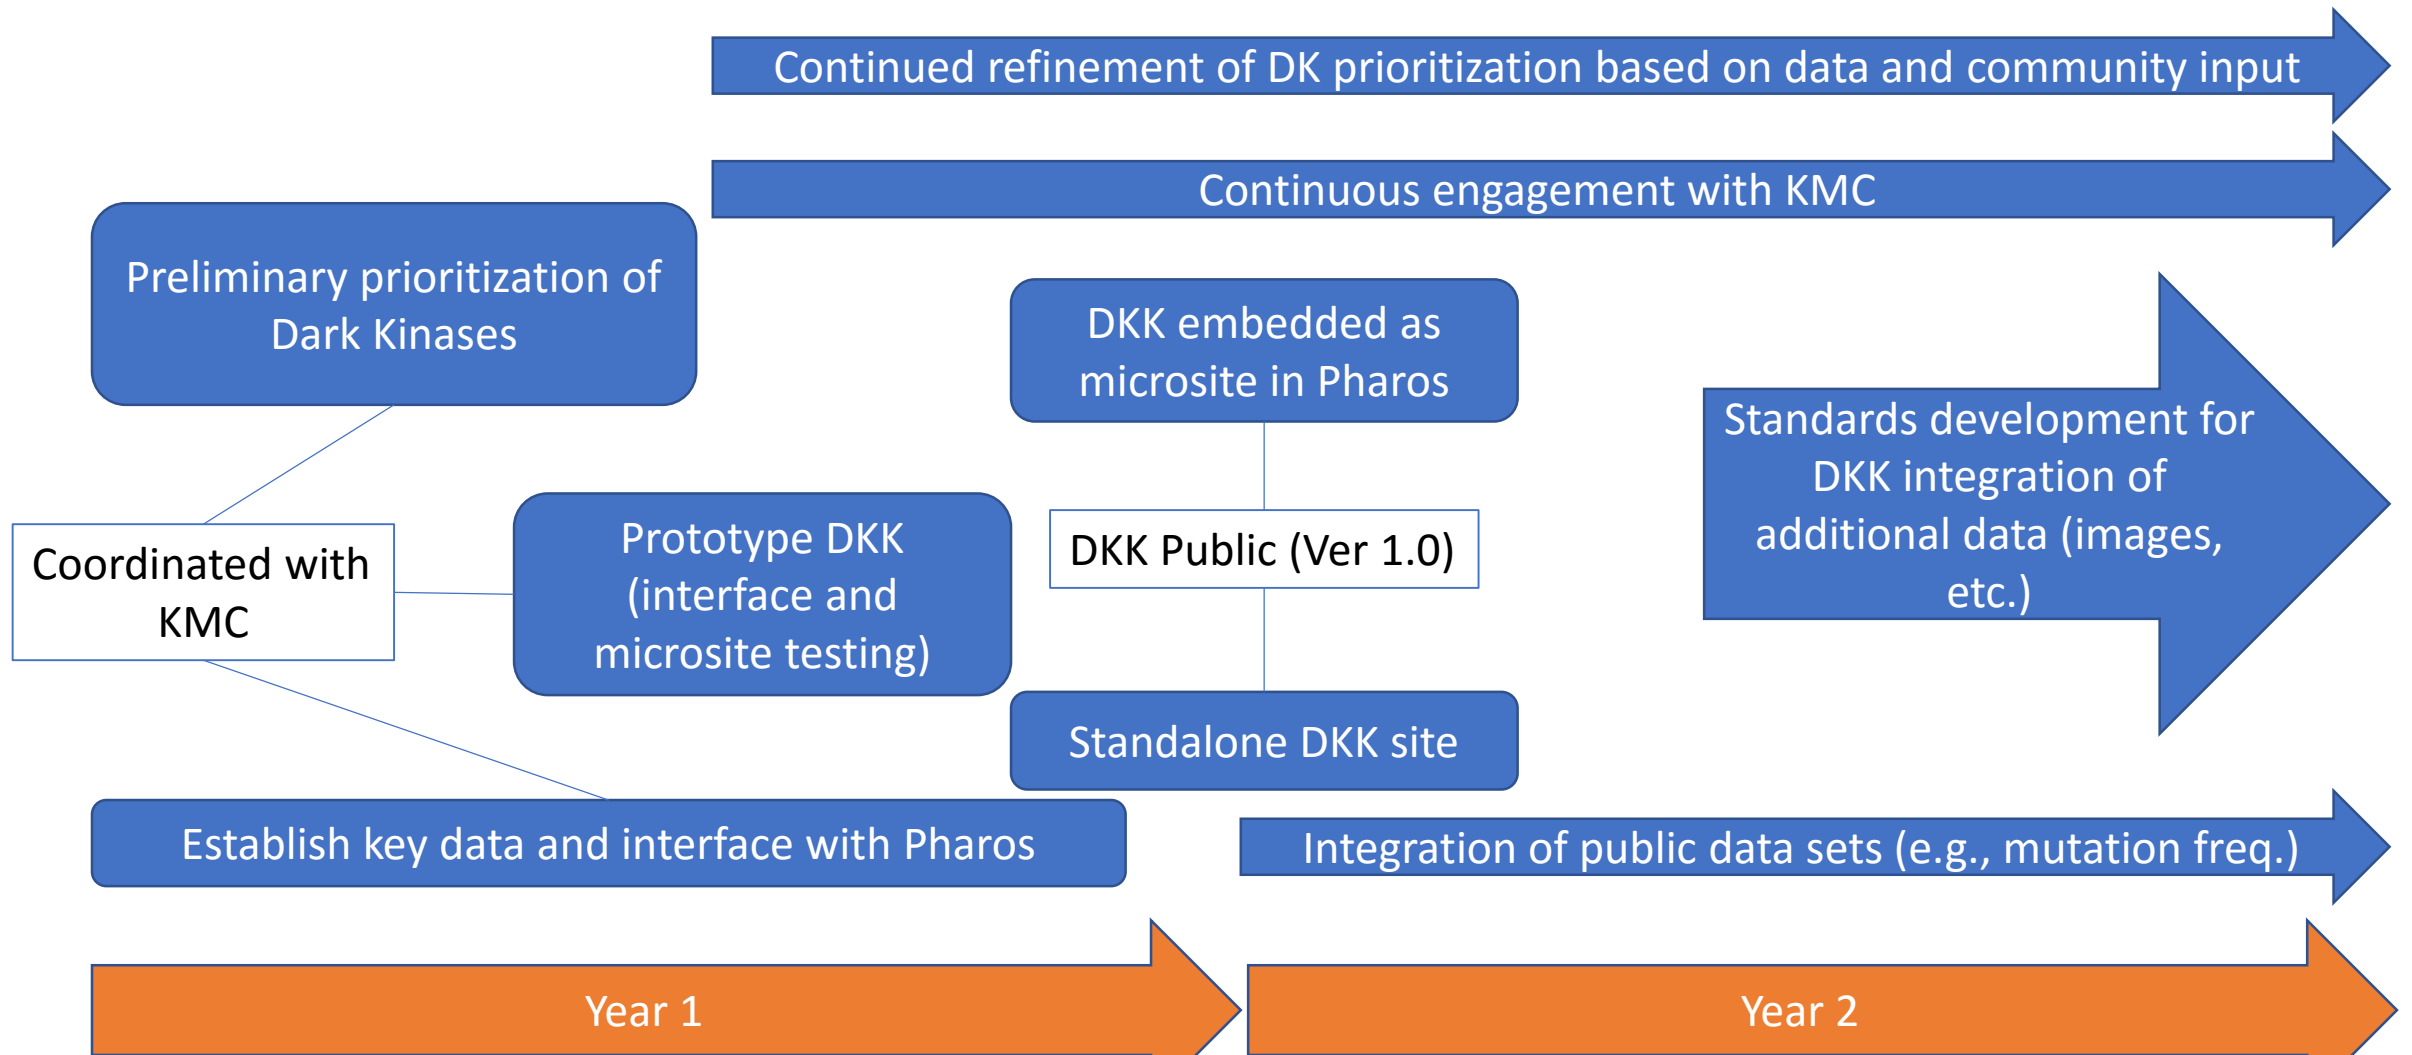 Continued refinement of DK prioritization based on data and community input
Continuous engagement with KMC
Preliminary prioritization of
Dark Kinases
DKK embedded as
microsite in Pharos
Standards development for
DKK integration of
additional data (images,
etc.)
Coordinated with
KMC
Prototype DKK
(interface and
microsite testing)
DKK Public (Ver 1.0)
Standalone DKK site
Establish key data and interface with Pharos
Integration of public data sets (e.g., mutation freq.)
Year 1
Year 2